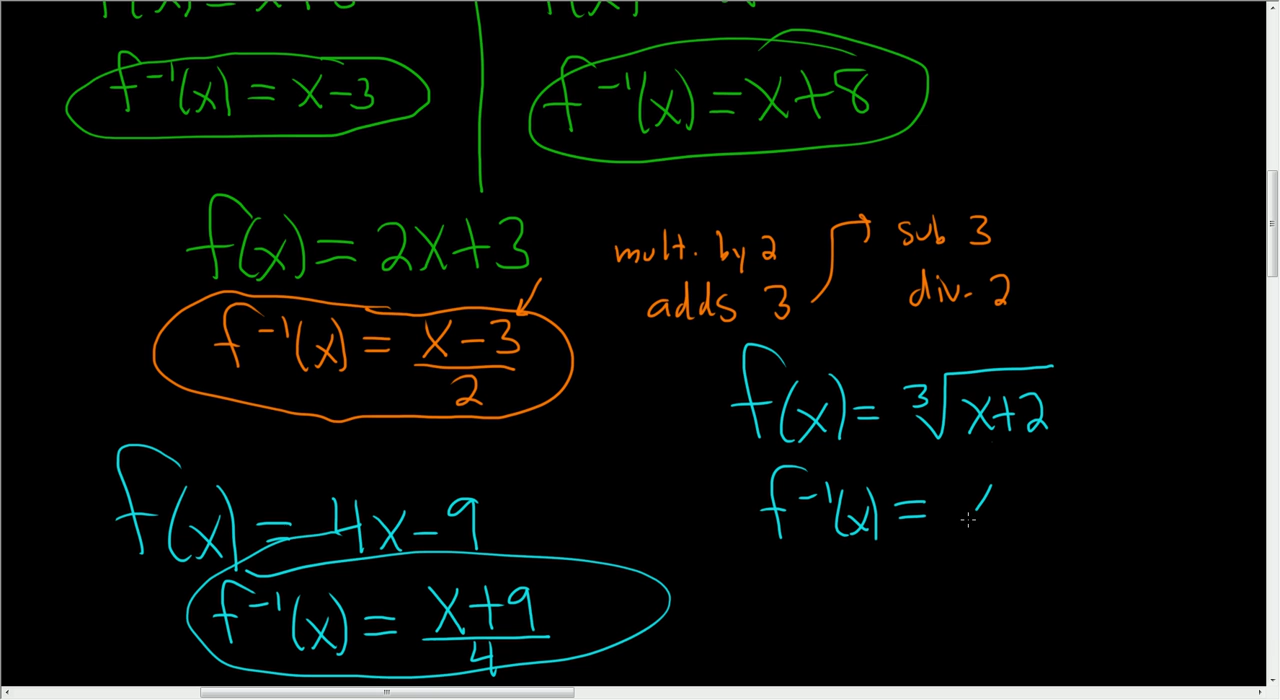 f⁻¹(x) = x-3
f⁻¹(x) = x+8
f(x) = 2x+3
mult. by 2
adds 3
sub 3
div. 2
f⁻¹(x) = (x-3)/2
f(x) = ∛(x+2)
f⁻¹(x) =
f(x) = 4x-9
f⁻¹(x) = (x+9)/4